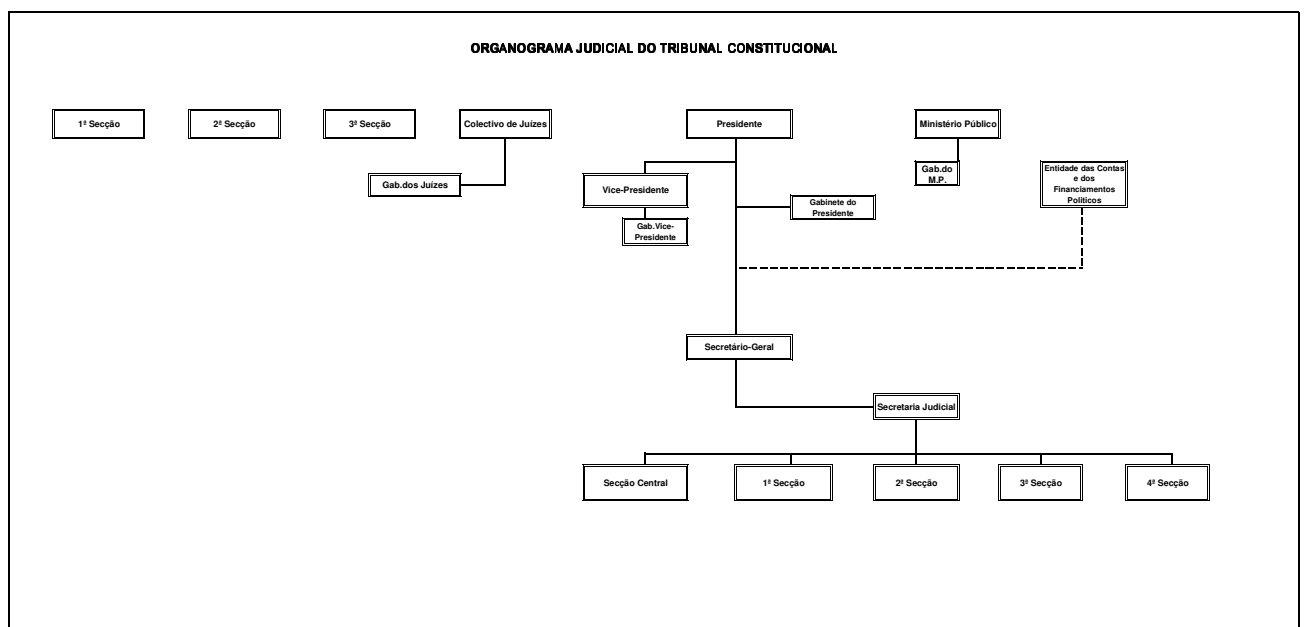 ORGANOGRAMA JUDICIAL DO TRIBUNAL CONSTITUCIONAL
1ª Secção
2ª Secção
3ª Secção
Colectivo de Juízes
Presidente
Ministério Público
Gab.dos Juízes
Vice-Presidente
Gab.do
M.P.
Entidade das Contas
e dos
Financiamentos
Políticos
Gabinete do
Presidente
Gab.Vice-
Presidente
Secretário-Geral
Secretaria Judicial
Secção Central
1ª Secção
2ª Secção
3ª Secção
4ª Secção